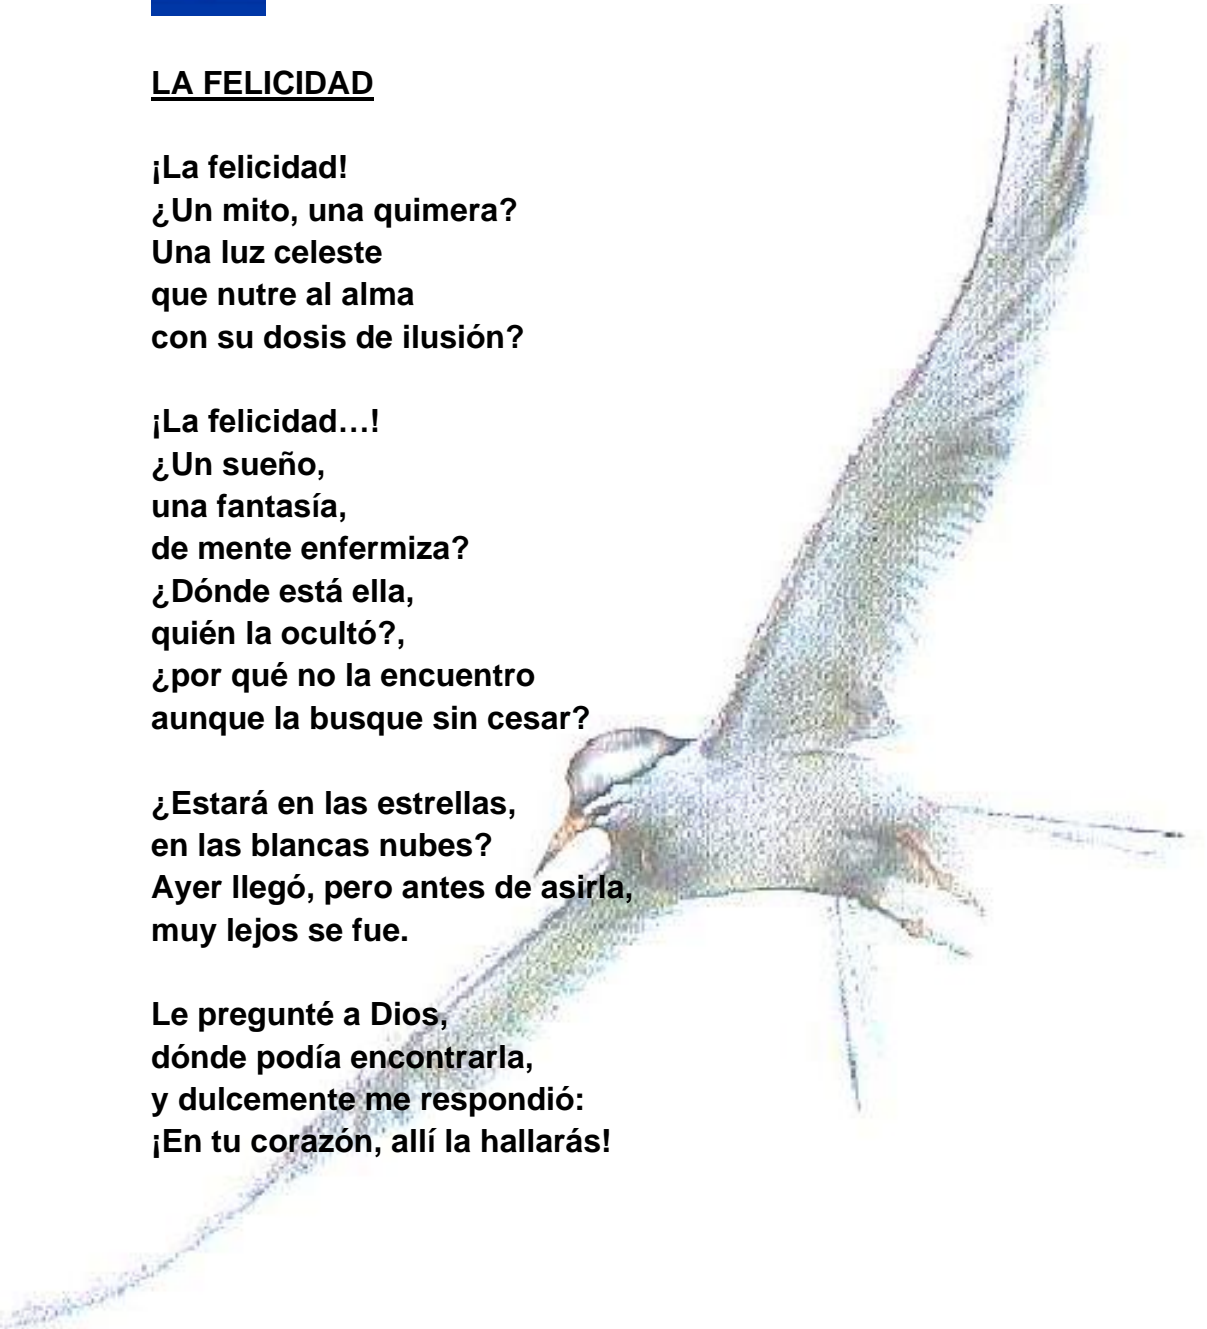 LA FELICIDAD
¡La felicidad!
¿Un mito, una quimera?
Una luz celeste
que nutre al alma
con su dosis de ilusión?
¡La felicidad…!
¿Un sueño,
una fantasía,
de mente enfermiza?
¿Dónde está ella,
quién la ocultó?,
¿por qué no la encuentro
aunque la busque sin cesar?
¿Estará en las estrellas,
en las blancas nubes?
Ayer llegó, pero antes de asirla,
muy lejos se fue.
Le pregunté a Dios,
dónde podía encontrarla,
y dulcemente me respondió:
¡En tu corazón, allí la hallarás!